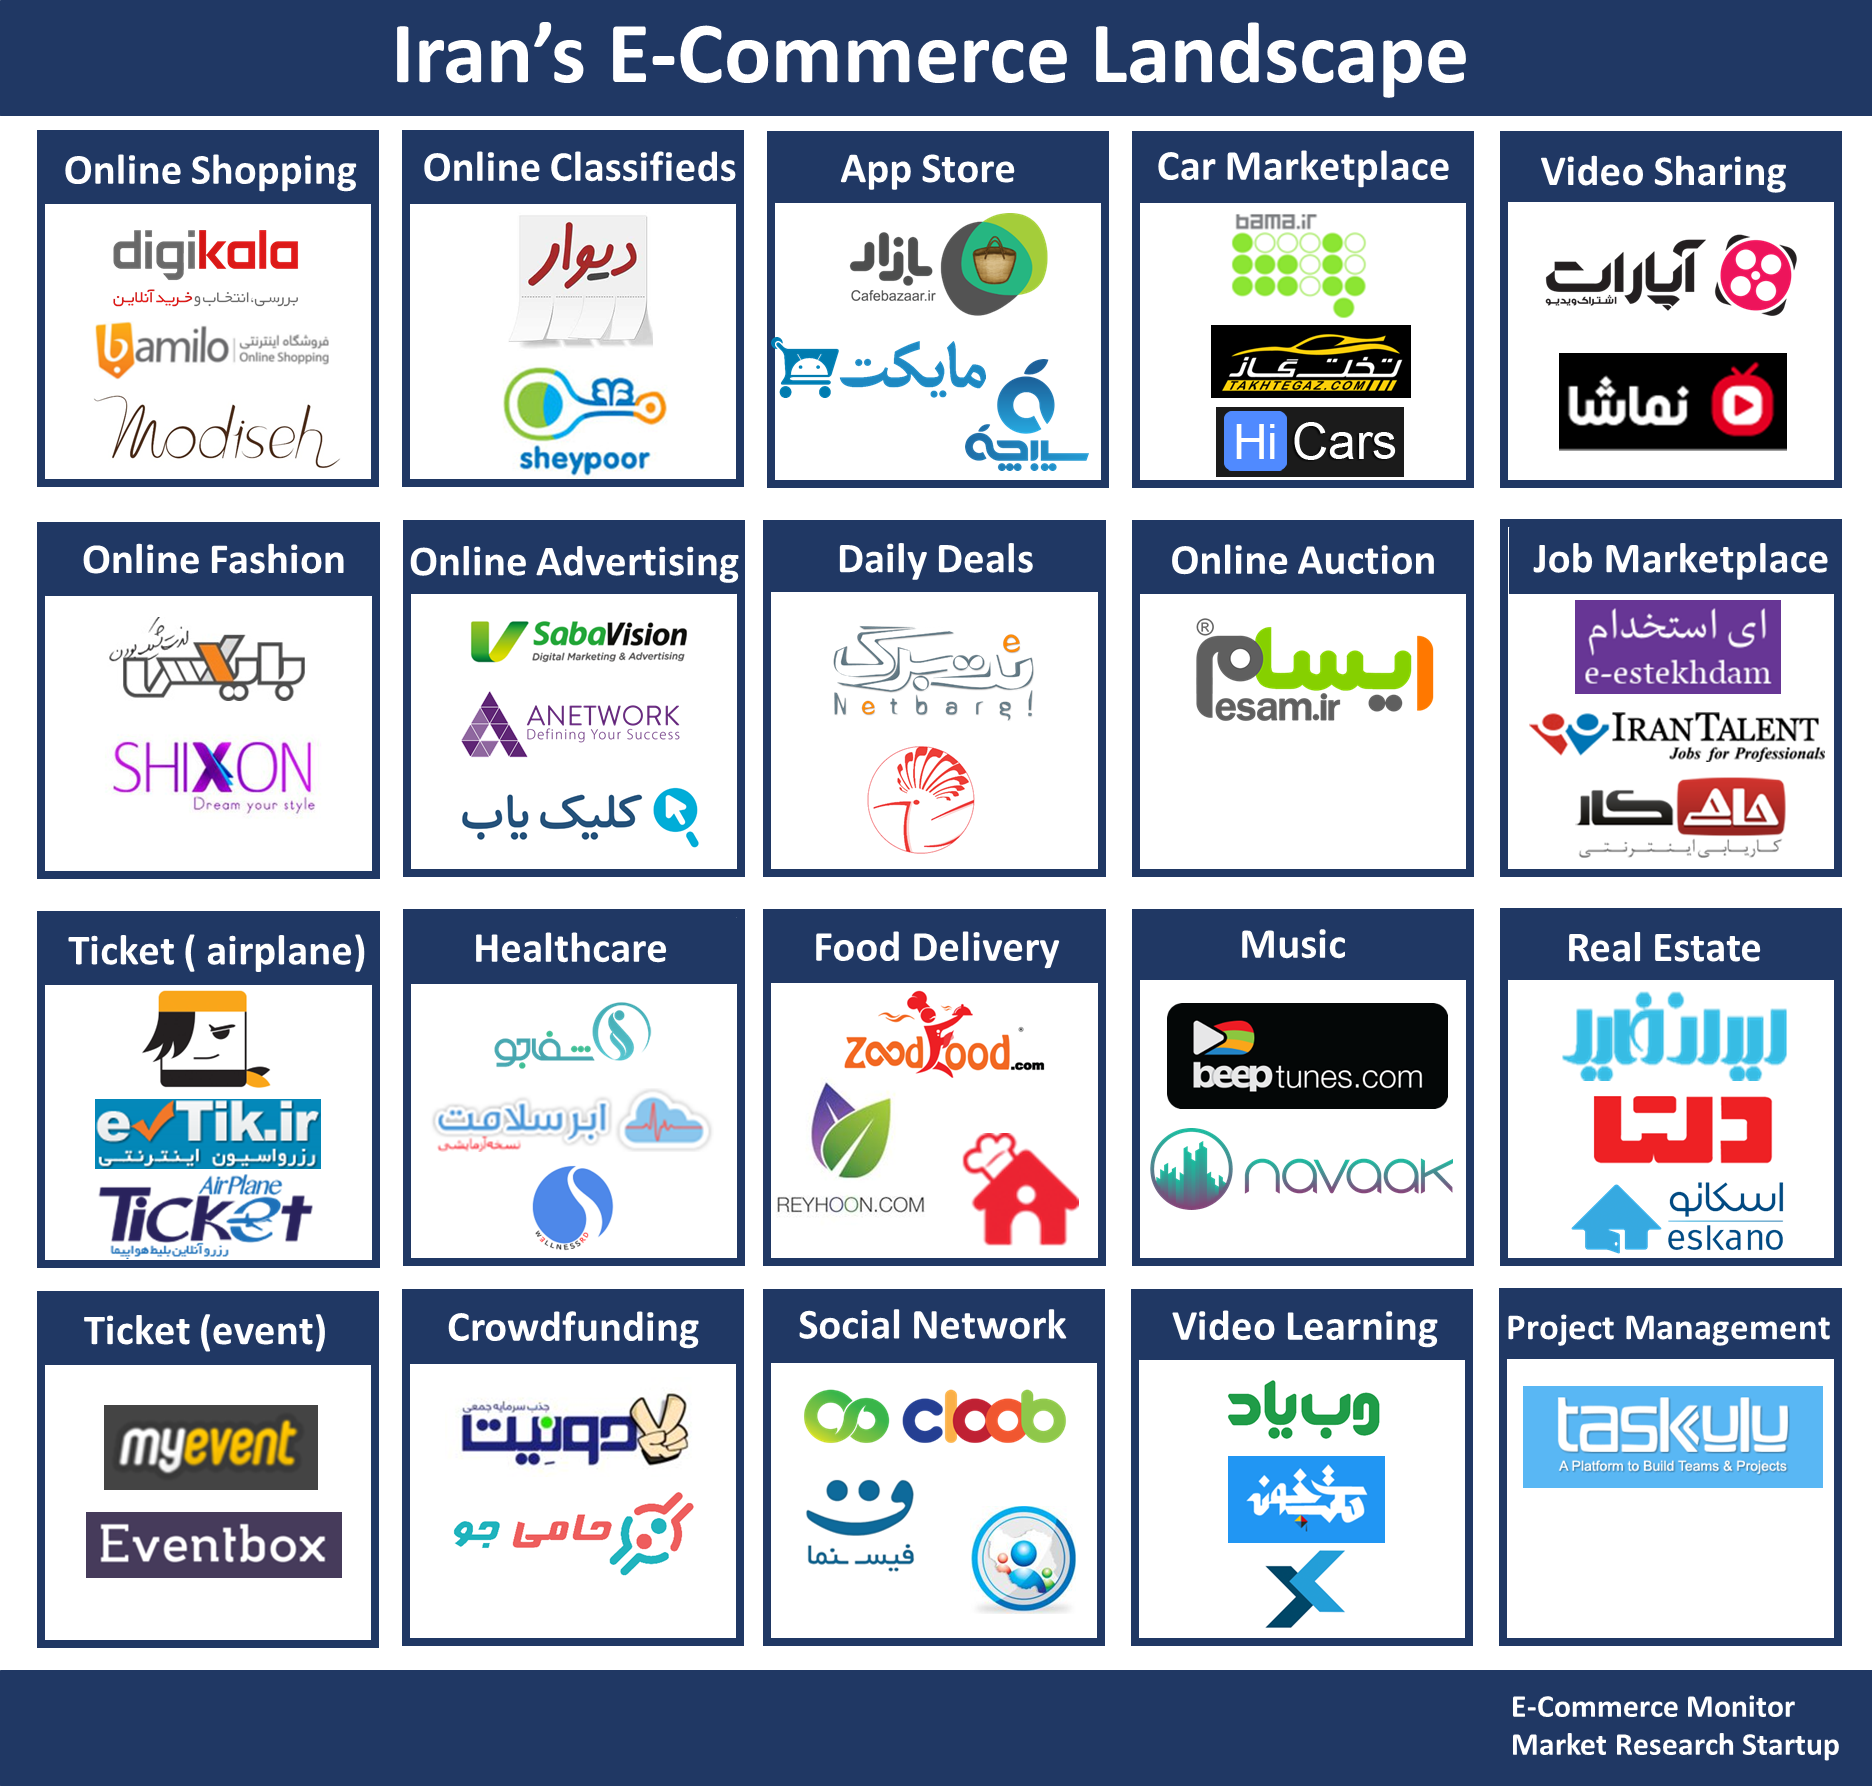 Iran's E-Commerce Landscape
Online Shopping
digikala
بررسی، انتخاب و خرید آنلاین
Bamilo
فروشگاه اینترنتی
Online Shopping
Modiseh
Online Classifieds
دیوار
sheypoor
App Store
بازار
Cafebazaar.ir
مایکت
سیبچه
Car Marketplace
bama.ir
تخت گاز
TAKHTEGAZ.COM
Hi Cars
Video Sharing
آپارات
اشتراک ویدیو
نماشا
Online Fashion
بایکس
SHIXON
Dream your style
Online Advertising
SabaVision
Digital Marketing & Advertising
ANETWORK
Defining Your Success
کلیک یاب
Daily Deals
نت برگ
Netbarg!
Online Auction
ایسام
esam.ir
Job Marketplace
ای استخدام
e-estekhdam
IRANTALENT
Jobs for Professionals
کاریابی اینترنتی
Ticket ( airplane)
e-Tik.ir
رزرواسیون اینترنتی
AirPlane
Ticket
رزرو آنلاین بلیط هواپیما
Healthcare
شفاجو
ابر سلامت
نسخه آزمایشی
WELLNESSRD
Food Delivery
ZoodFood.com
REYHOON.COM
Music
beeptunes.com
navaak
Real Estate
ایران فایل
دلتا
اسکانو
eskano
Ticket (event)
myevent
Eventbox
Crowdfunding
جذب سرمایه جمعی
دونیت
حامی جو
Social Network
cloob
فیس نما
Video Learning
وب یاد
مکتب خونه
Project Management
taskulu
A Platform to Build Teams & Projects
E-Commerce Monitor
Market Research Startup